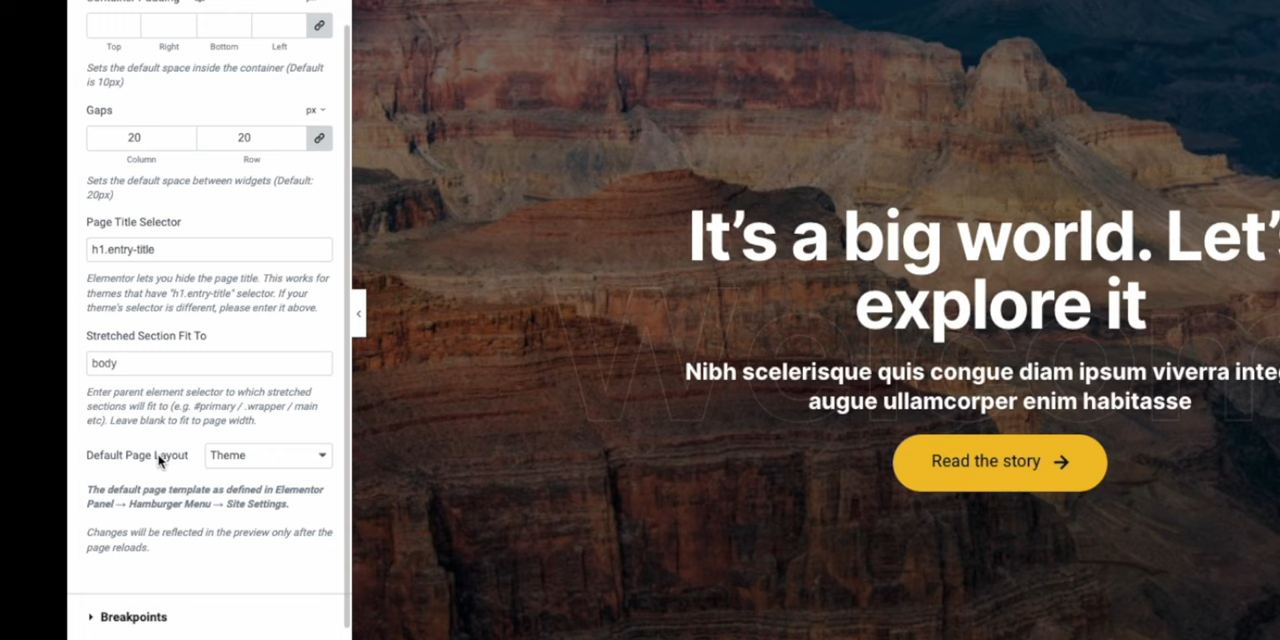 Container Padding
px
Top Right Bottom Left
Sets the default space inside the container (Default
is 10px)
Gaps px
20 20
Column Row
Sets the default space between widgets (Default:
20px)
Page Title Selector
h1.entry-title
Elementor lets you hide the page title. This works for
themes that have "h1.entry-title" selector. If your
theme's selector is different, please enter it above.
Stretched Section Fit To
body
Enter parent element selector to which stretched
sections will fit to (e.g. #primary / .wrapper / main
etc). Leave blank to fit to page width.
Default Page Layout Theme
The default page template as defined in Elementor
Panel → Hamburger Menu → Site Settings.
Changes will be reflected in the preview only after the
page reloads.
Breakpoints
It's a big world. Let's
explore it
Nibh scelerisque quis congue diam ipsum viverra
augue ullamcorper enim habitasse
Read the story →